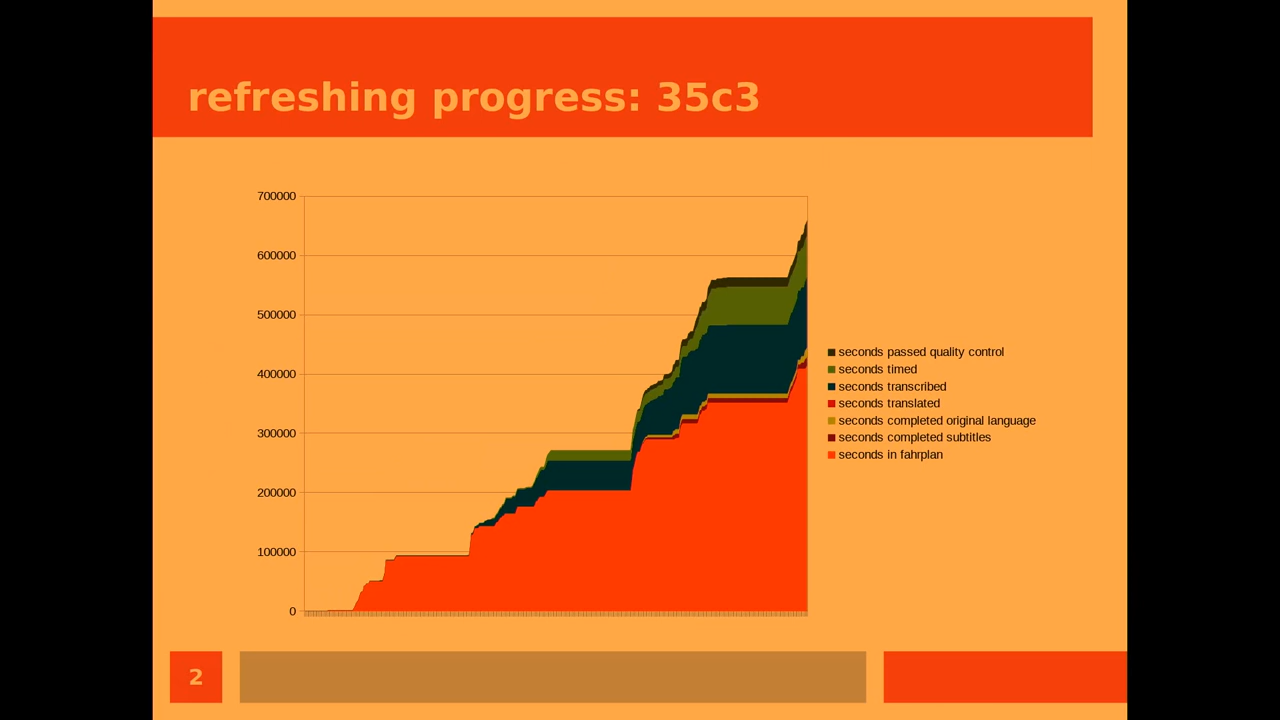 refreshing progress: 35c3
700000
600000
500000
400000
300000
200000
100000
0
seconds passed quality control
seconds timed
seconds transcribed
seconds translated
seconds completed original language
seconds completed subtitles
seconds in fahrplan
2